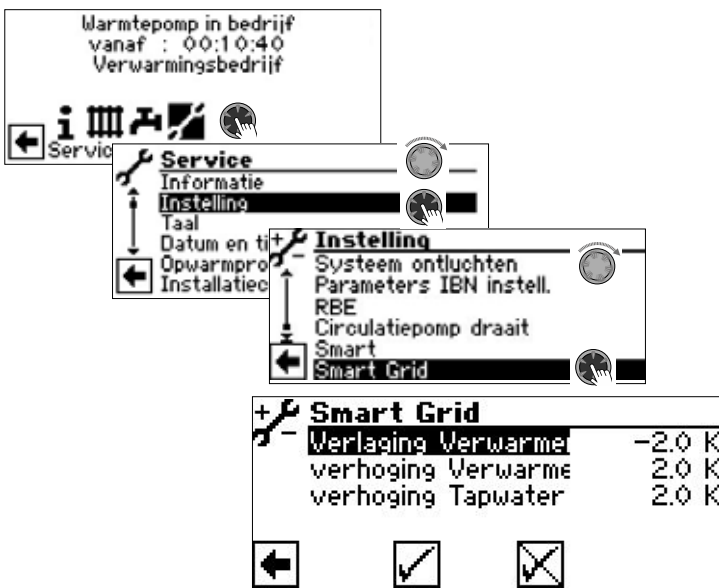 Warmtepomp in bedrijf
vanaf : 00:10:40
Verwarmingsbedrijf
Servic
Service
Informatie
Instelling
Taal
Datum en ti
Opwarmpro
Installatiec
Instelling
Systeem ontluchten
Parameters IBN instell.
RBE
Circulatiepomp draait
Smart
Smart Grid
Smart Grid
Verlaging Verwarme -2.0 K
verhoging Verwarme 2.0 K
verhoging Tapwater 2.0 K